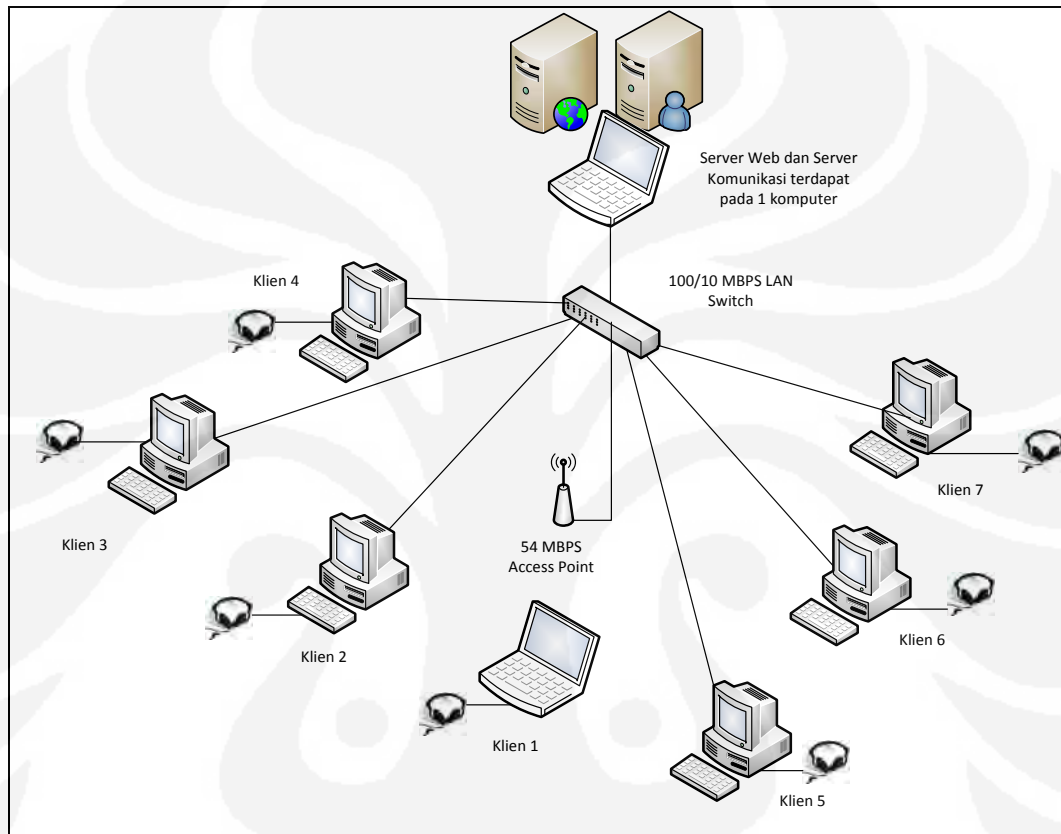 Server Web dan Server
Komunikasi terdapat
pada 1 komputer
Klien 4
100/10 MBPS LAN
Switch
Klien 3
54 MBPS
Access Point
Klien 7
Klien 2
Klien 6
Klien 1
Klien 5